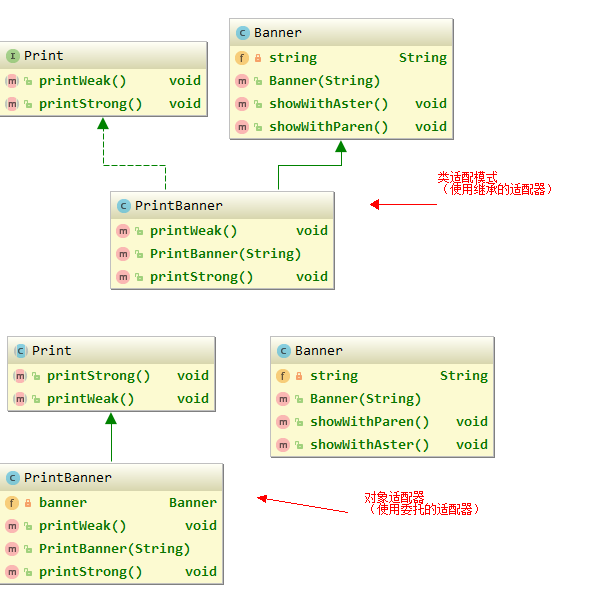 I Print
m printWeak() void
m printStrong() void
C Banner
f string String
m Banner(String)
m showWithAster() void
m showWithParen() void
C PrintBanner
m printWeak() void
m PrintBanner(String)
m printStrong() void
类适配模式
（使用继承的适配器）
C Print
m printStrong() void
m printWeak() void
C Banner
f string String
m Banner(String)
m showWithParen() void
m showWithAster() void
C PrintBanner
f banner Banner
m printWeak() void
m PrintBanner(String)
m printStrong() void
对象适配器
（使用委托的适配器）